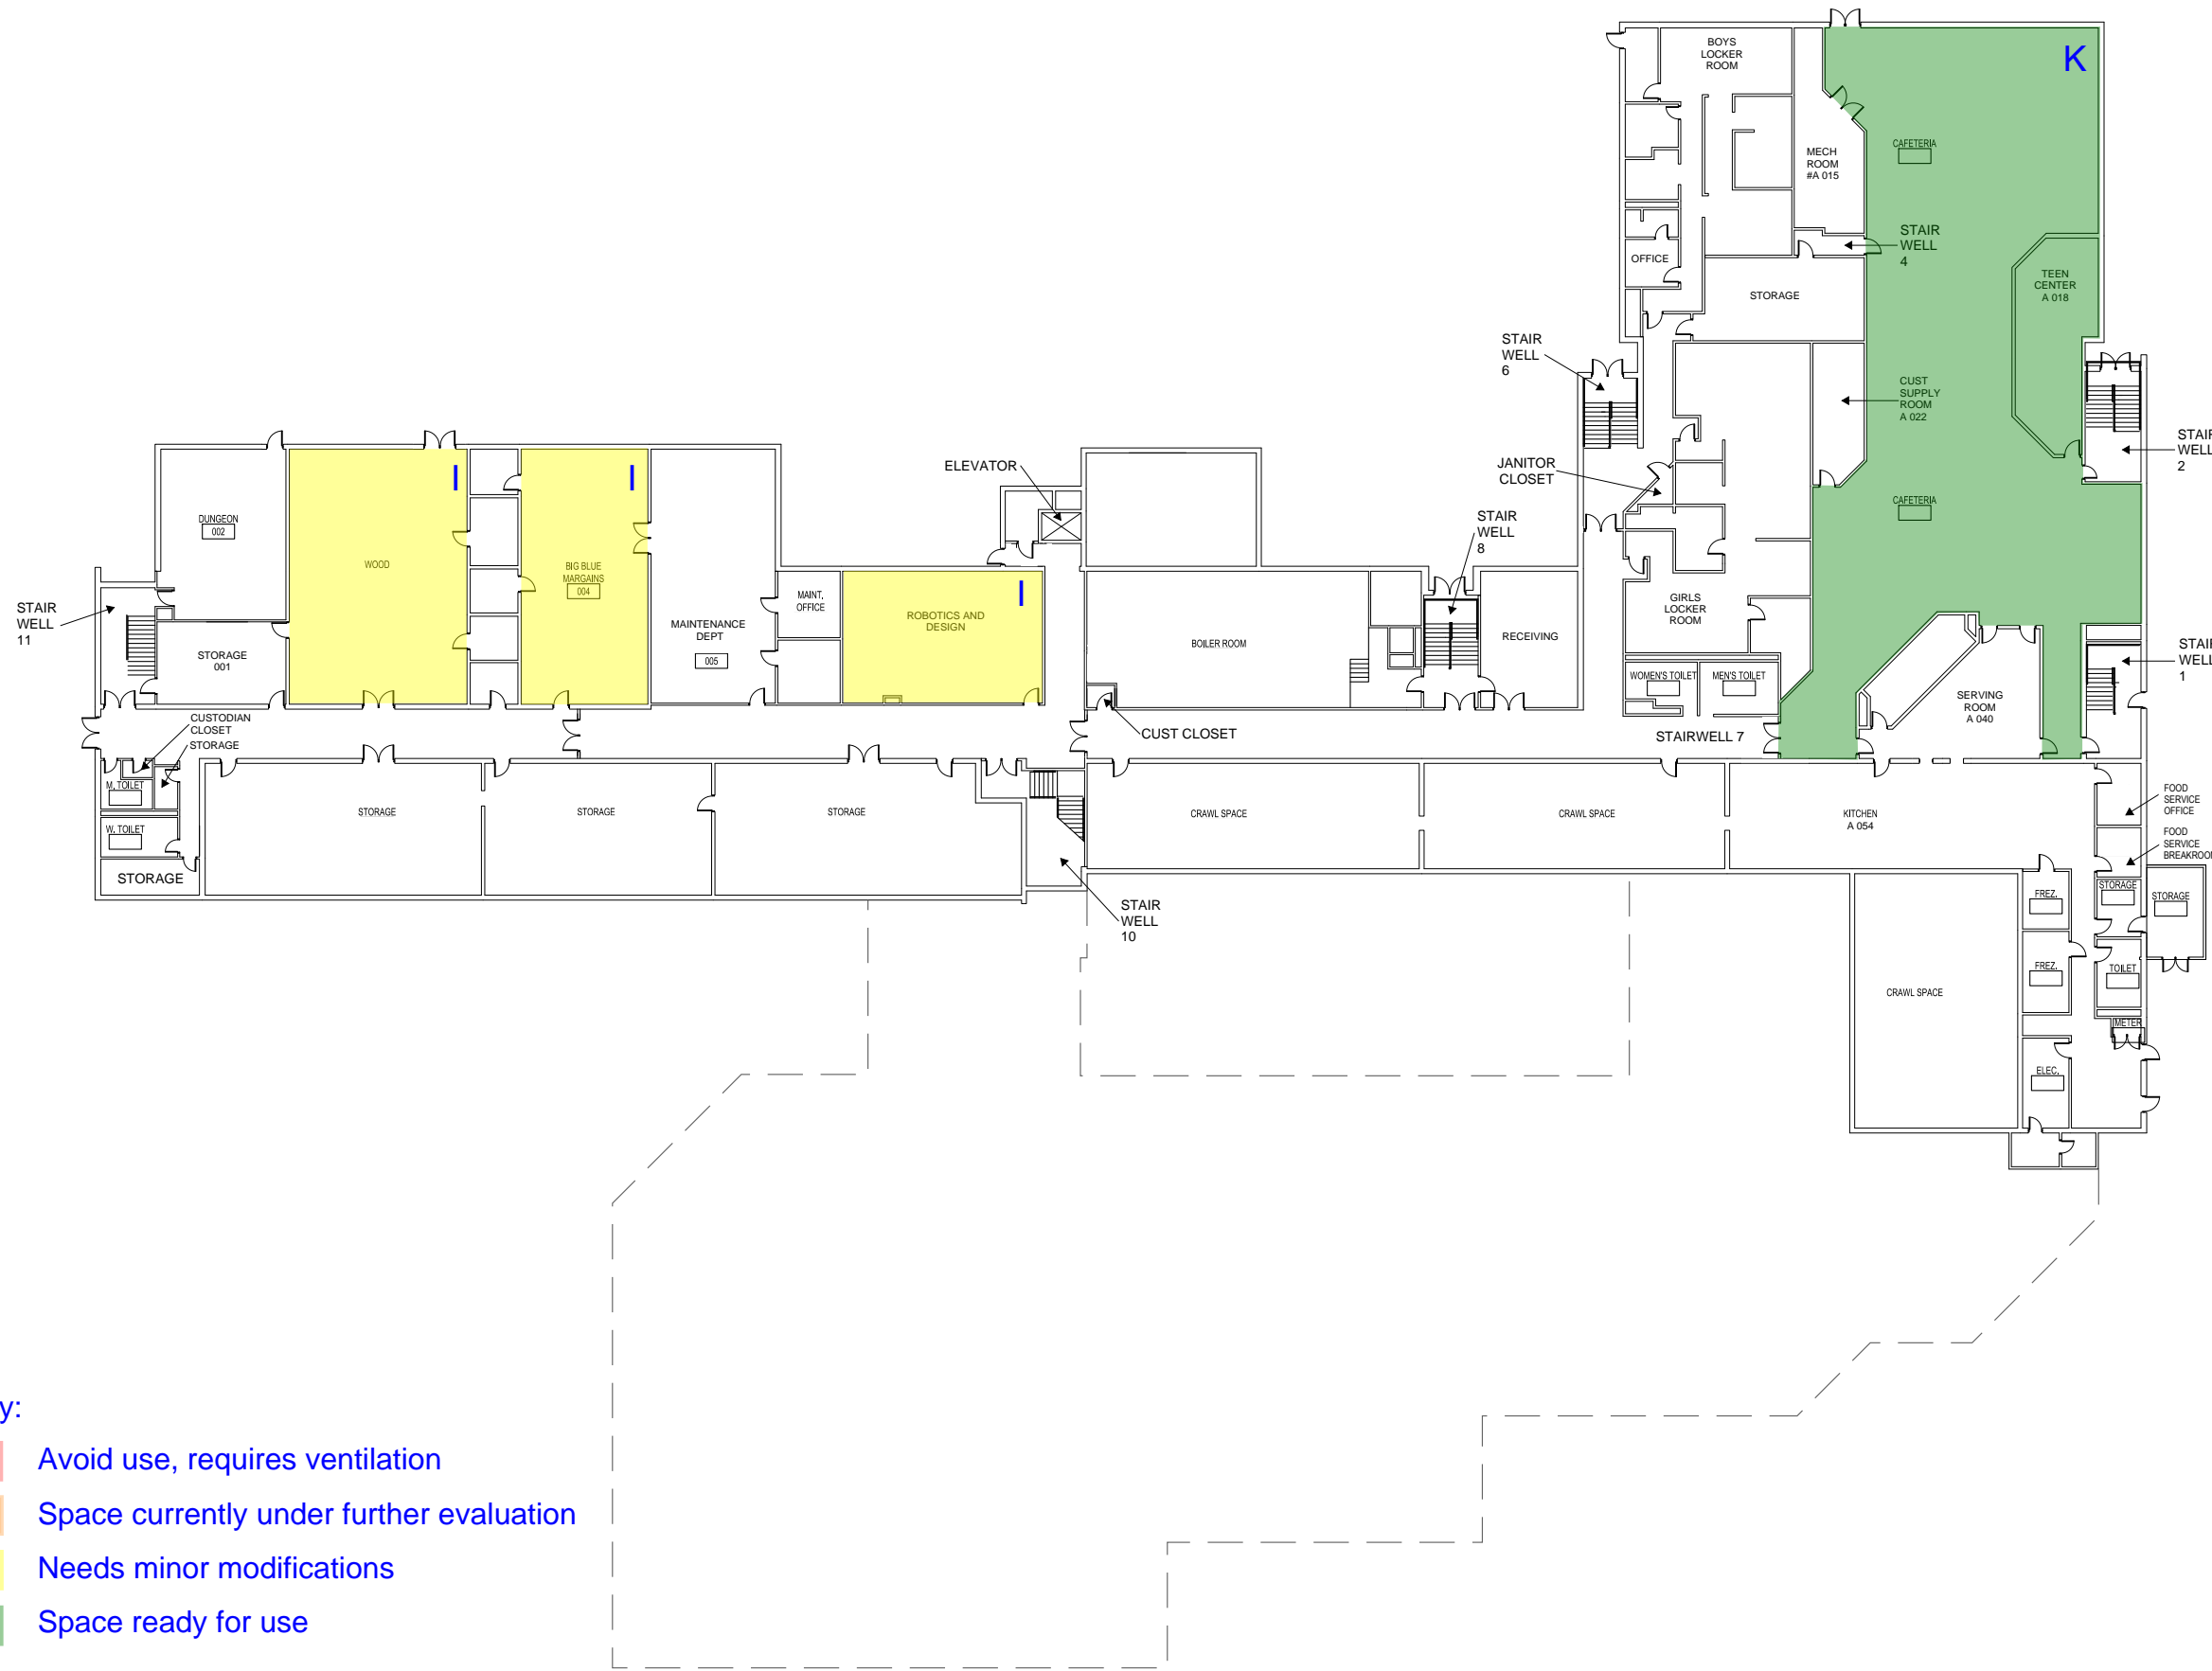 BOYS
LOCKER
ROOM
K
CAFETERIA
MECH
ROOM
#A 015
STAIR
WELL
4
OFFICE
TEEN
CENTER
A 018
STORAGE
STAIR
WELL
6
CUST
SUPPLY
ROOM
A 022
STAIR
WELL
2
I
I
ELEVATOR
JANITOR
CLOSET
CAFETERIA
DUNGEON
002
STAIR
WELL
8
WOOD
BIG BLUE
MARGAINS
004
MAINT.
OFFICE
I
ROBOTICS AND
DESIGN
STAIR
WELL
11
MAINTENANCE
DEPT
005
GIRLS
LOCKER
ROOM
BOILER ROOM
RECEIVING
STORAGE
001
STAIR
WELL
1
WOMEN'S TOILET
MEN'S TOILET
SERVING
ROOM
A 040
CUSTODIAN
CLOSET
STORAGE
CUST CLOSET
STAIRWELL 7
M. TOILET
STORAGE
STORAGE
STORAGE
CRAWL SPACE
CRAWL SPACE
KITCHEN
A 054
FOOD
SERVICE
OFFICE
W. TOILET
FOOD
SERVICE
BREAKROOM
STORAGE
STAIR
WELL
10
FREZ.
STORAGE
STORAGE
FREZ.
TOILET
CRAWL SPACE
METER
ELEC.
y:
Avoid use, requires ventilation
Space currently under further evaluation
Needs minor modifications
Space ready for use